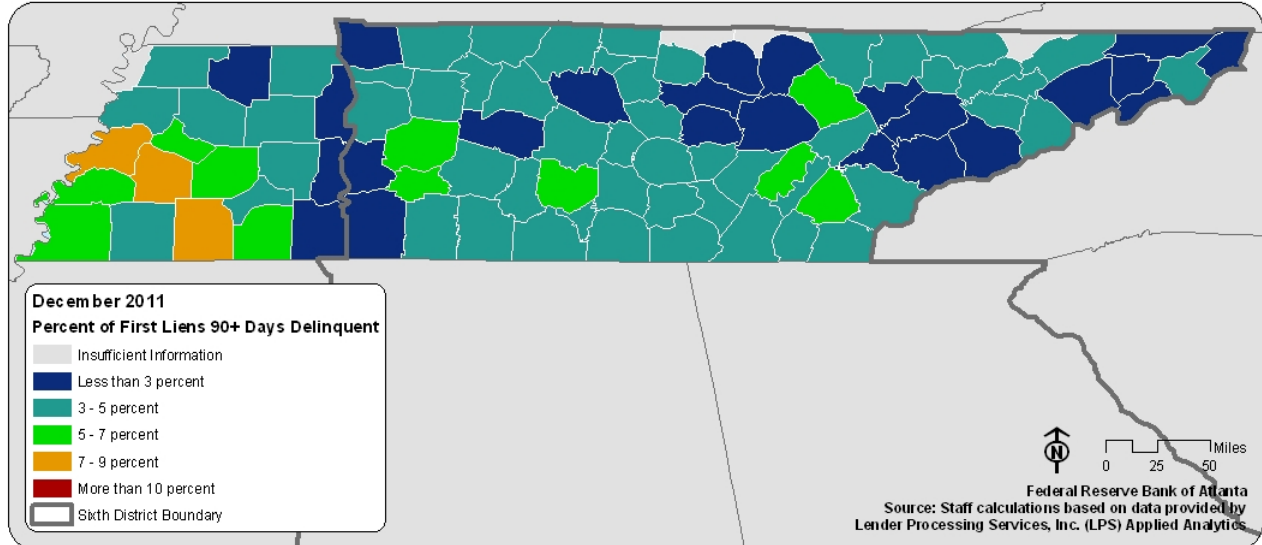 December 2011
Percent of First Liens 90+ Days Delinquent
Insufficient Information
Less than 3 percent
3 - 5 percent
5 - 7 percent
7 - 9 percent
More than 10 percent
Sixth District Boundary
N
Miles
0 25 50
Federal Reserve Bank of Atlanta
Source: Staff calculations based on data provided by
Lender Processing Services, Inc. (LPS) Applied Analytics